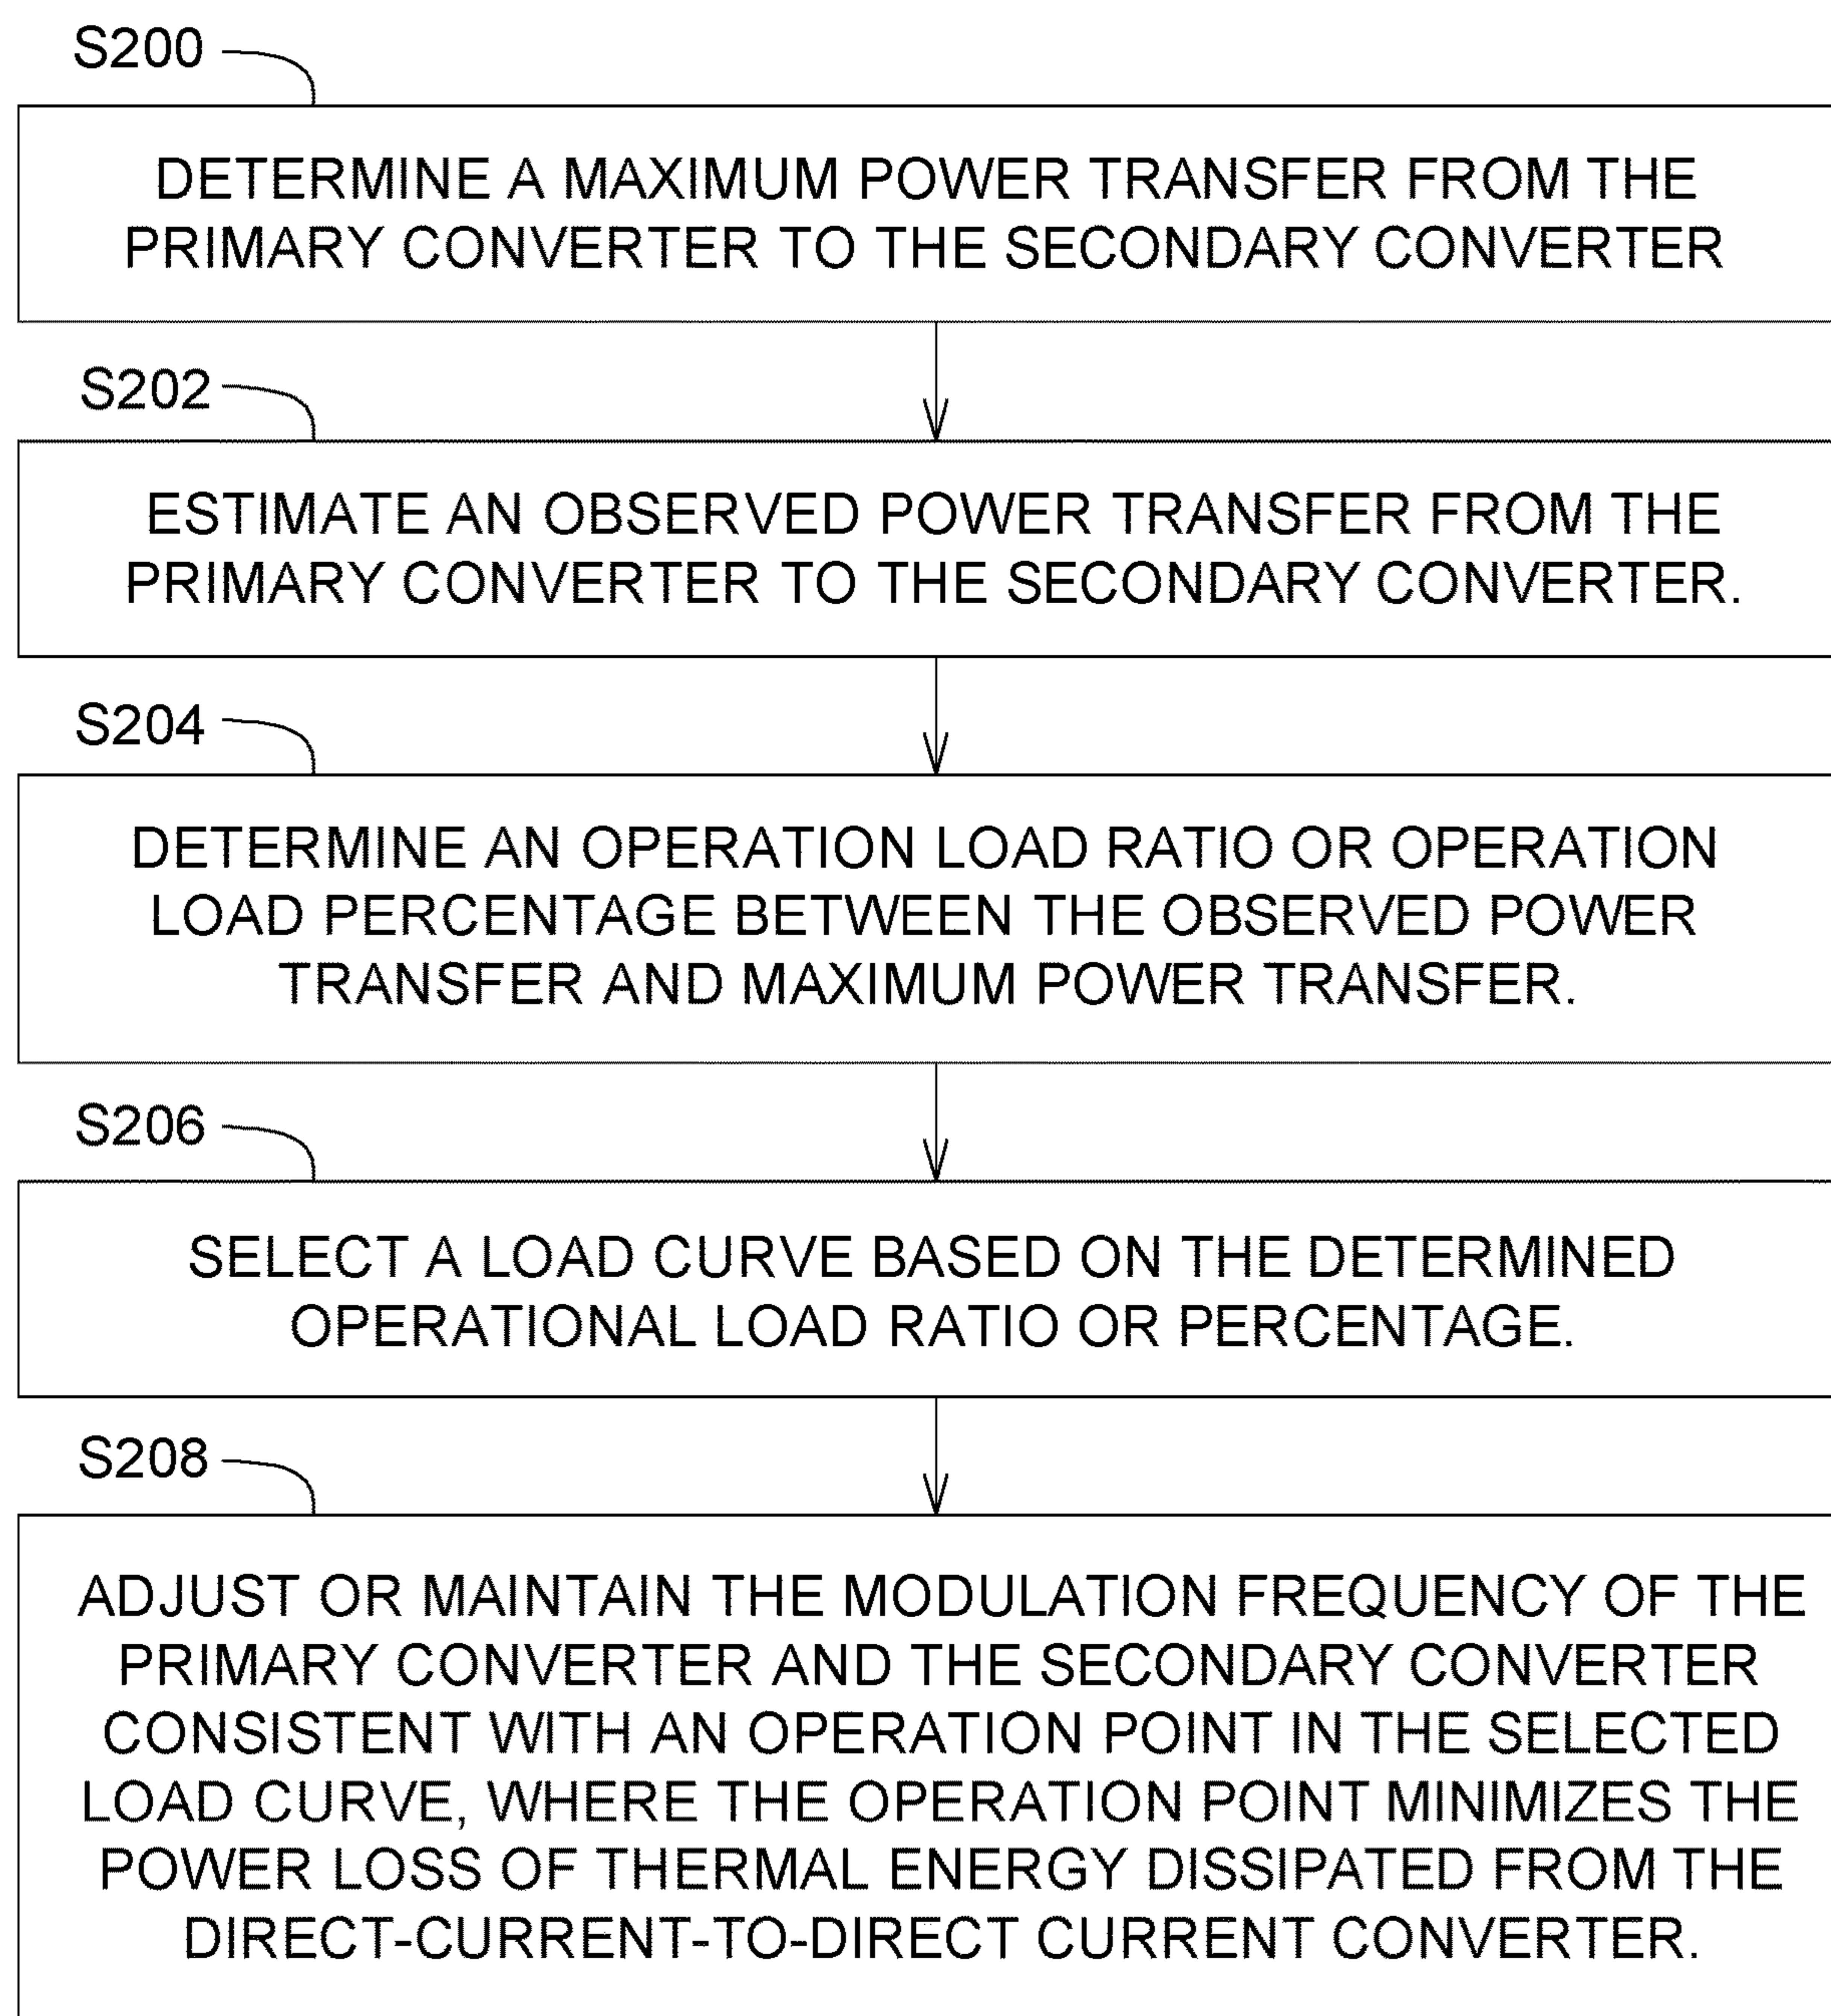 S200
DETERMINE A MAXIMUM POWER TRANSFER FROM THE
PRIMARY CONVERTER TO THE SECONDARY CONVERTER
S202
ESTIMATE AN OBSERVED POWER TRANSFER FROM THE
PRIMARY CONVERTER TO THE SECONDARY CONVERTER.
S204
DETERMINE AN OPERATION LOAD RATIO OR OPERATION
LOAD PERCENTAGE BETWEEN THE OBSERVED POWER
TRANSFER AND MAXIMUM POWER TRANSFER.
S206
SELECT A LOAD CURVE BASED ON THE DETERMINED
OPERATIONAL LOAD RATIO OR PERCENTAGE.
S208
ADJUST OR MAINTAIN THE MODULATION FREQUENCY OF THE
PRIMARY CONVERTER AND THE SECONDARY CONVERTER
CONSISTENT WITH AN OPERATION POINT IN THE SELECTED
LOAD CURVE, WHERE THE OPERATION POINT MINIMIZES THE
POWER LOSS OF THERMAL ENERGY DISSIPATED FROM THE
DIRECT-CURRENT-TO-DIRECT CURRENT CONVERTER.